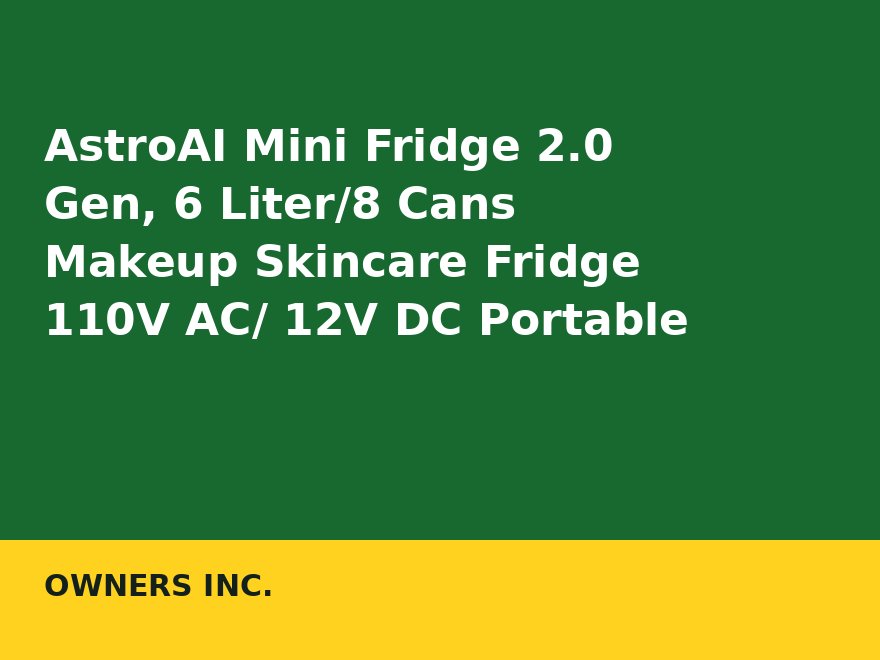 AstroAI Mini Fridge 2.0
Gen, 6 Liter/8 Cans
Makeup Skincare Fridge
110V AC/ 12V DC Portable
OWNERS INC.